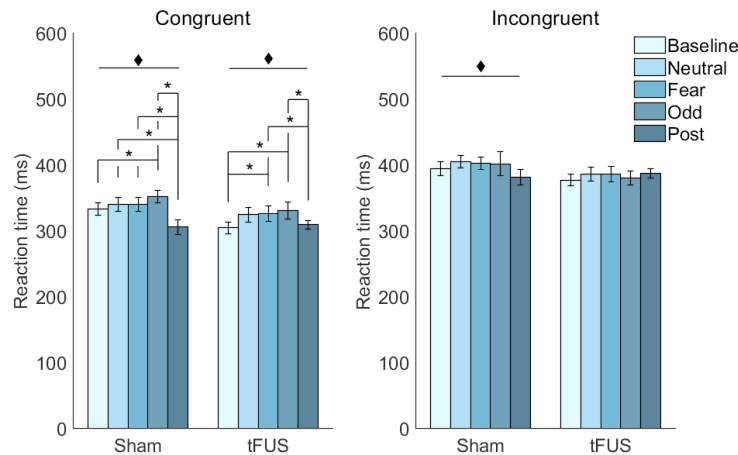 Congruent
Incongruent
600
500
400
300
200
100
0
Reaction time (ms)
* * * * *
* * * *
Sham
tFUS
600
500
400
300
200
100
0
Reaction time (ms)
Sham
tFUS
Baseline
Neutral
Fear
Odd
Post